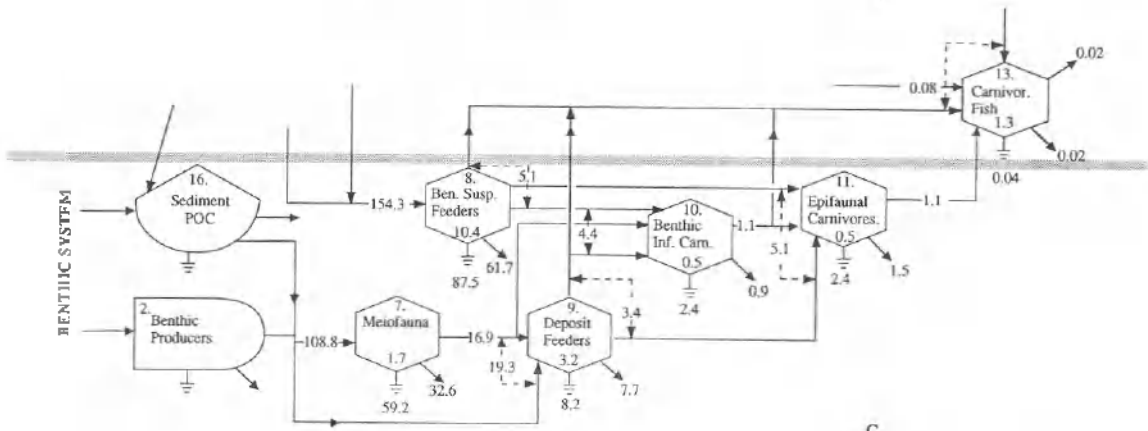 0.02
13.
Carnivor.
Fish
1.3
0.08
0.02
0.04
BENTHIC SYSTEM
16.
Sediment
POC
154.3
8.
Ben. Susp.
Feeders
10.4
87.5
61.7
5.1
4.4
10.
Benthic
Inf. Carn.
0.5
2.4
0.9
1.1
5.1
11.
Epifaunal
Carnivores.
0.5
2.4
1.5
1.1
2.
Benthic
Producers
108.8
7.
Meiofauna
1.7
59.2
32.6
16.9
19.3
9.
Deposit
Feeders
3.2
8.2
7.7
3.4
C